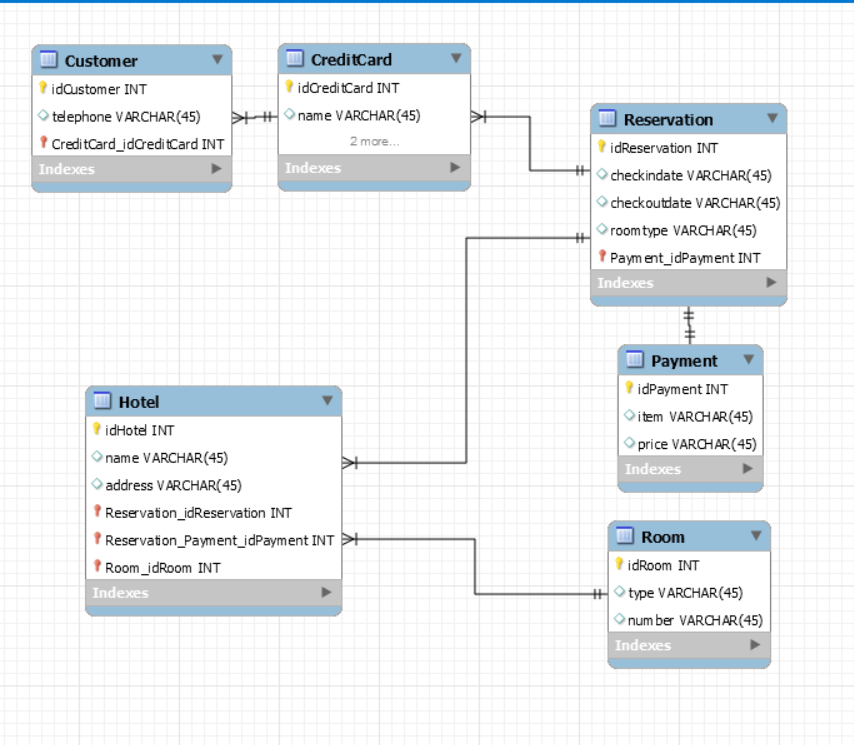 Customer
idCustomer INT
telephone VARCHAR(45)
CreditCard_idCreditCard INT
Indexes
CreditCard
idCreditCard INT
name VARCHAR(45)
2 more...
Indexes
Reservation
idReservation INT
checkindate VARCHAR(45)
checkoutdate VARCHAR(45)
roomtype VARCHAR(45)
Payment_idPayment INT
Indexes
Payment
idPayment INT
item VARCHAR(45)
price VARCHAR(45)
Indexes
Hotel
idHotel INT
name VARCHAR(45)
address VARCHAR(45)
Reservation_idReservation INT
Reservation_Payment_idPayment INT
Room_idRoom INT
Indexes
Room
idRoom INT
type VARCHAR(45)
number VARCHAR(45)
Indexes